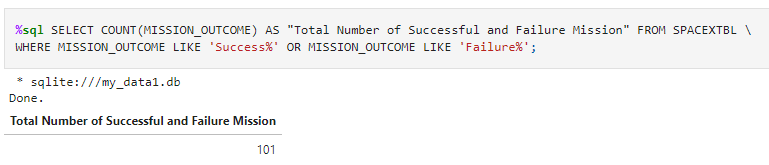 %sql SELECT COUNT(MISSION_OUTCOME) AS "Total Number of Successful and Failure Mission" FROM SPACEXTBL \
WHERE MISSION_OUTCOME LIKE 'Success%' OR MISSION_OUTCOME LIKE 'Failure%';
* sqlite:///my_data1.db
Done.
Total Number of Successful and Failure Mission
101